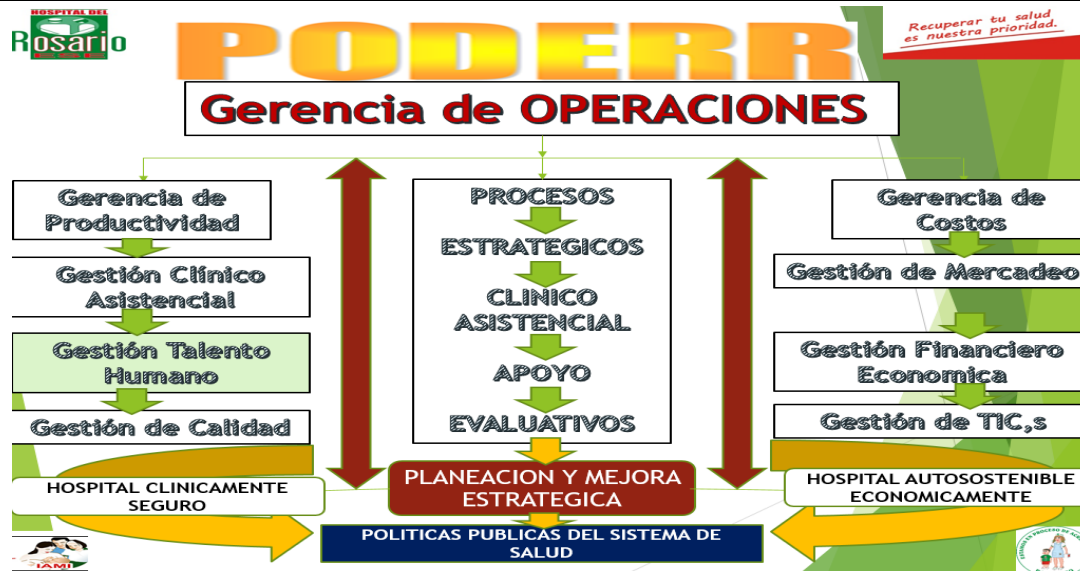 HOSPITAL DEL
Rosario
PODERR
Recuperar tu salud
es nuestra prioridad.
Gerencia de OPERACIONES
Gerencia de
Productividad
Gestión Clínico
Asistencial
Gestión Talento
Humano
Gestión de Calidad
HOSPITAL CLINICAMENTE
SEGURO
PROCESOS
ESTRATEGICOS
CLINICO
ASISTENCIAL
APOYO
EVALUATIVOS
PLANEACION Y MEJORA
ESTRATEGICA
POLITICAS PUBLICAS DEL SISTEMA DE
SALUD
Gerencia de
Costos
Gestión de Mercadeo
Gestión Financiero
Economica
Gestión de TIC,s
HOSPITAL AUTOSOSTENIBLE
ECONOMICAMENTE
IAMI